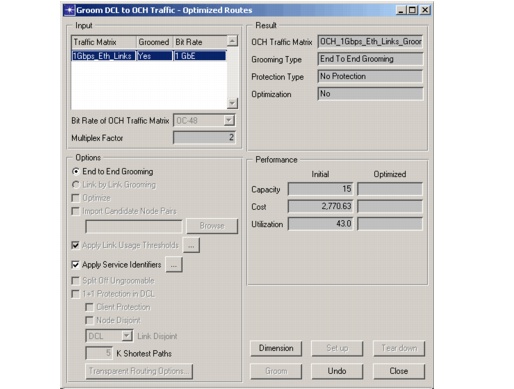 Groom DCL to OCH Traffic - Optimized Routes
Input
Traffic Matrix Groomed Bit Rate
1Gbps_Eth_Links Yes 1 GbE
Bit Rate of OCH Traffic Matrix OC-48
Multiplex Factor 2
Options
End to End Grooming
Link by Link Grooming
Optimize
Import Candidate Node Pairs
Browse
Apply Link Usage Thresholds ...
Apply Service Identifiers ...
Split Off Ungroomable
1+1 Protection in DCL
Client Protection
Node Disjoint
DCL Link Disjoint
5 K Shortest Paths
Transparent Routing Options...
Result
OCH Traffic Matrix OCH_1Gbps_Eth_Links_Groor
Grooming Type End To End Grooming
Protection Type No Protection
Optimization No
Performance
Initial Optimized
Capacity 15
Cost 2,770.63
Utilization 43.0
Dimension Set up Tear down
Groom Undo Close